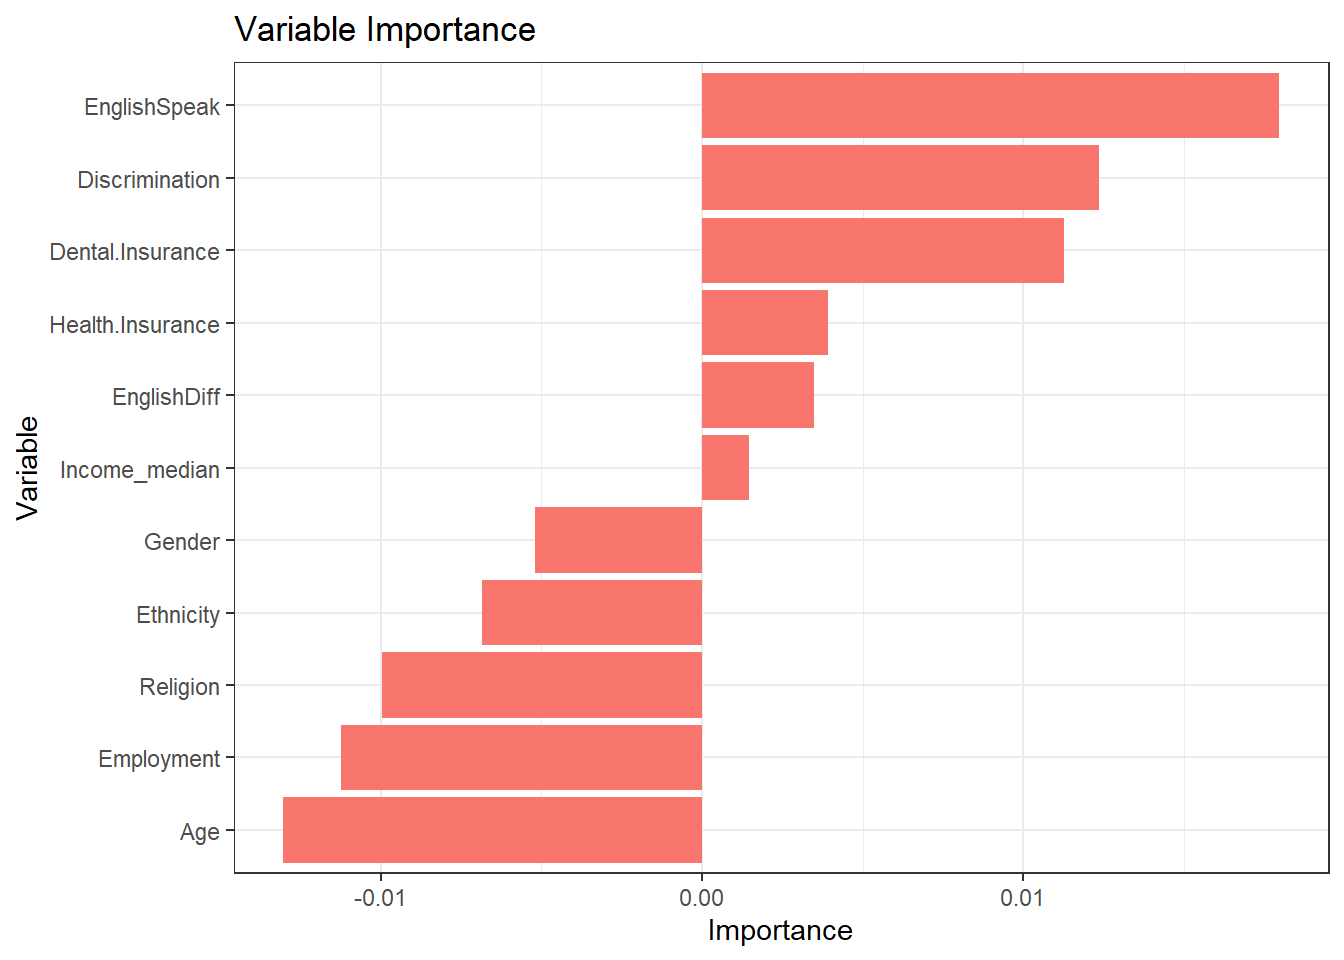 Variable Importance
EnglishSpeak
Discrimination
Dental.Insurance
Health.Insurance
EnglishDiff
Income_median
Gender
Ethnicity
Religion
Employment
Age
Variable
-0.01 0.00 0.01
Importance